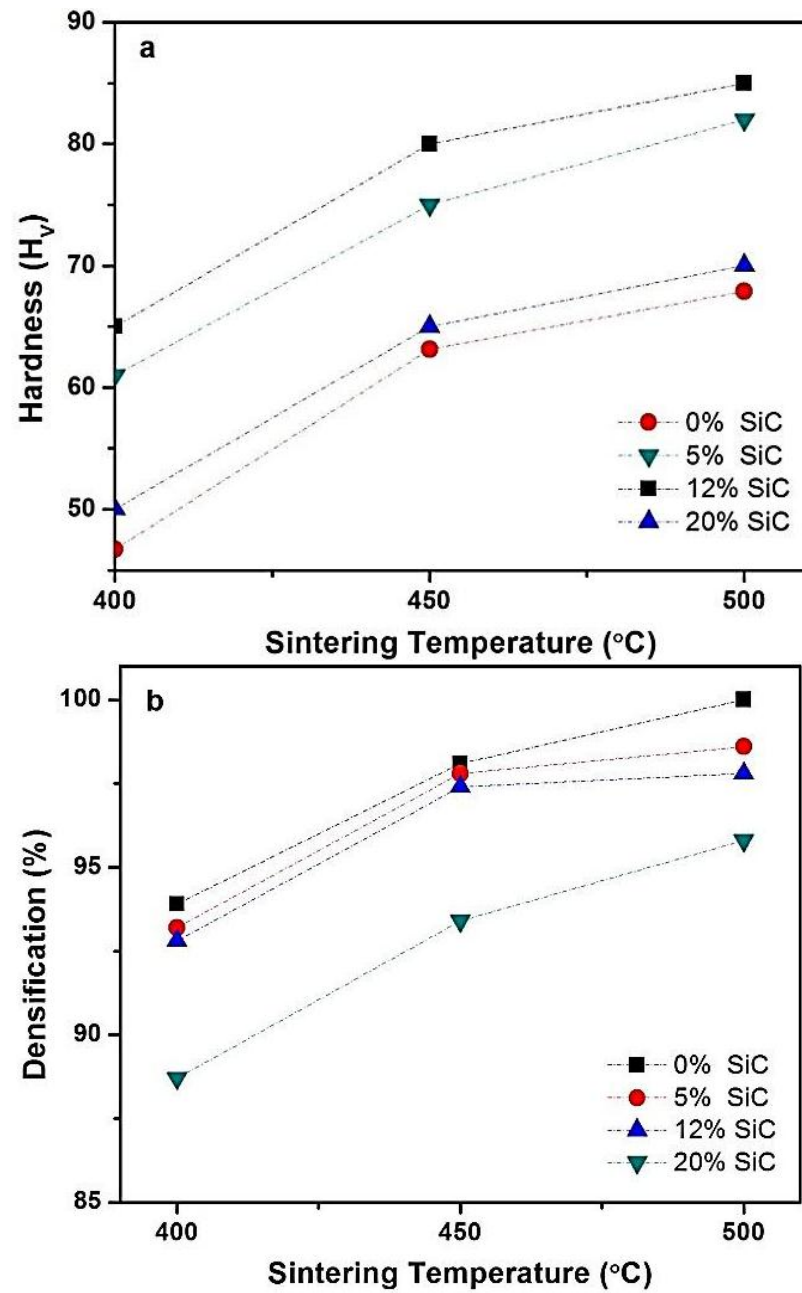 a
90
80
70
60
50
Hardness (Hv)
0% SiC
5% SiC
12% SiC
20% SiC
400 450 500
Sintering Temperature (°C)
b
100
95
90
85
Densification (%)
0% SiC
5% SiC
12% SiC
20% SiC
400 450 500
Sintering Temperature (°C)